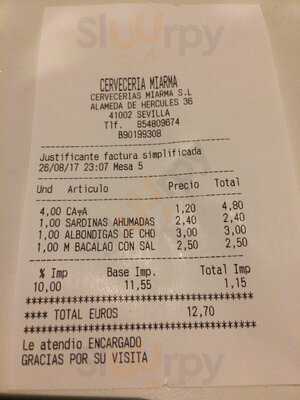 Sluurpy
CERVECERIA MIARMA
CERVECERIAS MIARMA S.L
ALAMEDA DE HERCULES 36
41002 SEVILLA
Tlf. 854809674
B90199308
Justificante factura simplificada
26/08/17 23:07 Mesa 5
Und Articulo Precio Total
4,00 CAÑA 1,20 4,80
1,00 SARDINAS AHUMADAS 2,40 2,40
1,00 ALBONDIGAS DE CHO 3,00 3,00
1,00 M BACALAO CON SAL 2,50 2,50
% Imp Base Imp. Total Imp
10,00 11,55 1,15
**** TOTAL EUROS 12,70
Le atendio ENCARGADO
GRACIAS POR SU VISITA
Sluurpy